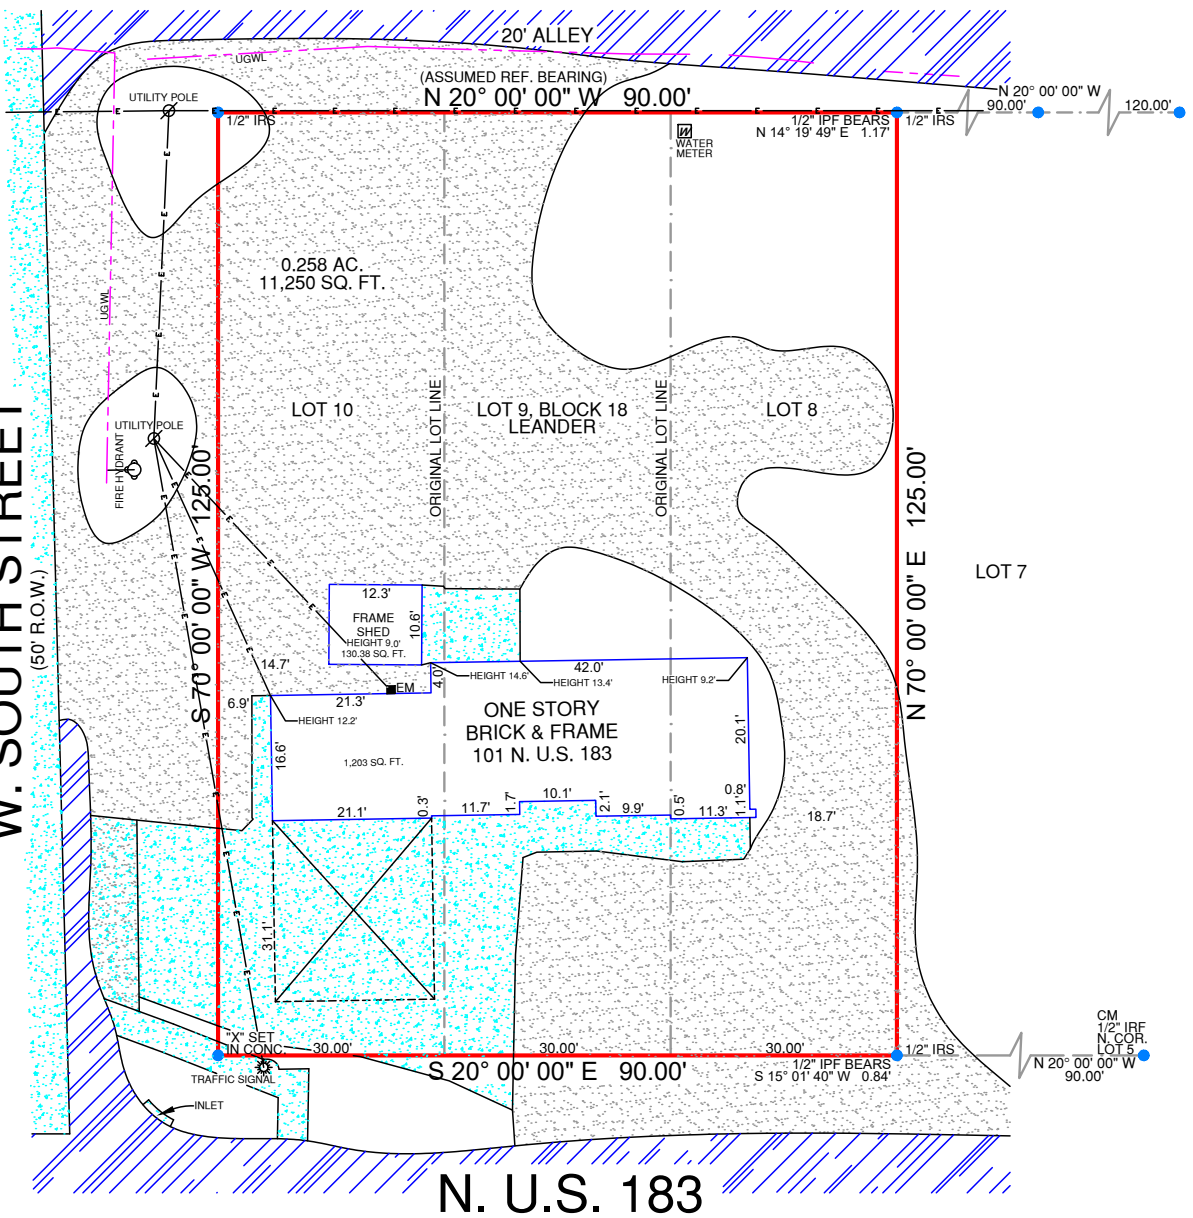 20' ALLEY
UGWL
(ASSUMED REF. BEARING)
N 20° 00' 00" W 90.00'
UTILITY POLE
1/2" IRS
1/2" IPF BEARS
N 14° 19' 49" E 1.17'
1/2" IRS
N 20° 00' 00" W
90.00'
120.00'
W
WATER
METER
0.258 AC.
11,250 SQ. FT.
UGWL
LOT 10
LOT 9, BLOCK 18
LEANDER
LOT 8
ORIGINAL LOT LINE
ORIGINAL LOT LINE
UTILITY POLE
FIRE HYDRANT
W. SOUTH STREET
(50' R.O.W.)
S 70° 00' 00" W 125.00'
N 70° 00' 00" E 125.00'
LOT 7
12.3'
FRAME
SHED
HEIGHT 9.0'
130.38 SQ. FT.
10.6'
14.7'
6.9'
21.3'
EM
4.0'
HEIGHT 14.6'
42.0'
HEIGHT 13.4'
HEIGHT 9.2'
HEIGHT 12.2'
ONE STORY
BRICK & FRAME
101 N. U.S. 183
1,203 SQ. FT.
16.6'
20.1'
21.1'
0.3'
11.7'
1.7'
10.1'
2.1'
9.9'
0.5'
11.3'
1.1'
0.8'
18.7'
31.1'
"X" SET
IN CONC.
30.00'
30.00'
30.00'
1/2" IRS
TRAFFIC SIGNAL
S 20° 00' 00" E 90.00'
1/2" IPF BEARS
S 15° 01' 40" W 0.84'
CM
1/2" IRF
N. COR.
LOT 5
N 20° 00' 00" W
90.00'
INLET
N. U.S. 183